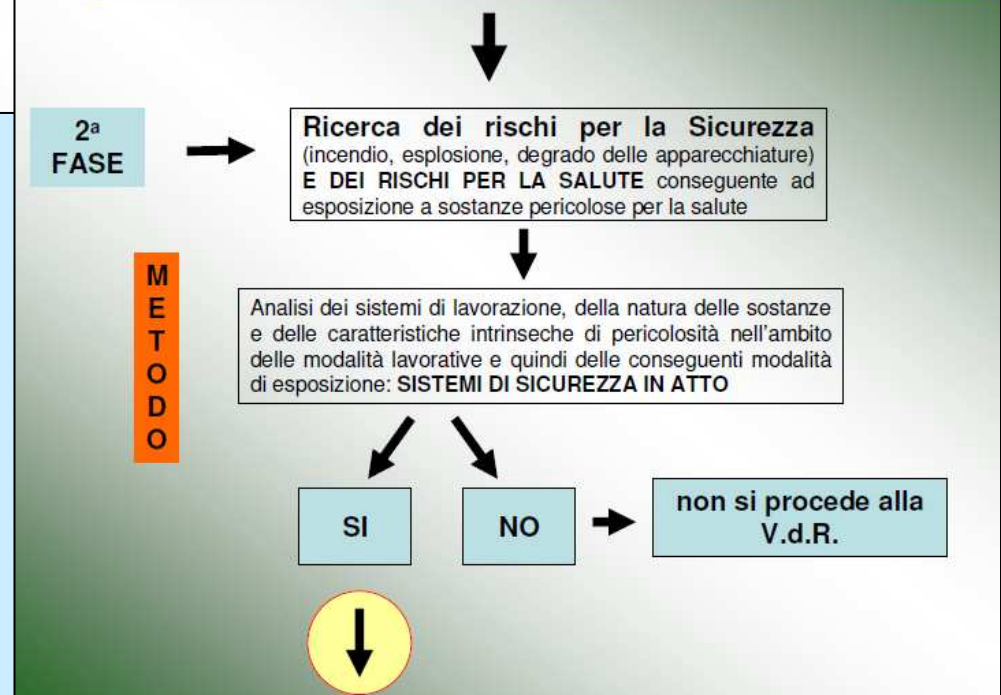 2ª
FASE
Ricerca dei rischi per la Sicurezza
(incendio, esplosione, degrado delle apparecchiature)
E DEI RISCHI PER LA SALUTE conseguente ad
esposizione a sostanze pericolose per la salute
M
E
T
O
D
O
Analisi dei sistemi di lavorazione, della natura delle sostanze
e delle caratteristiche intrinseche di pericolosità nell'ambito
delle modalità lavorative e quindi delle conseguenti modalità
di esposizione: SISTEMI DI SICUREZZA IN ATTO
SI
NO
non si procede alla
V.d.R.